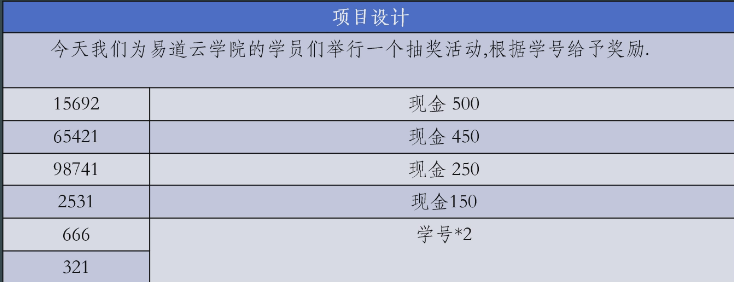 项目设计
今天我们为易道云学院的学员们举行一个抽奖活动,根据学号给予奖励.
15692 现金 500
65421 现金 450
98741 现金 250
2531 现金150
666 学号*2
321